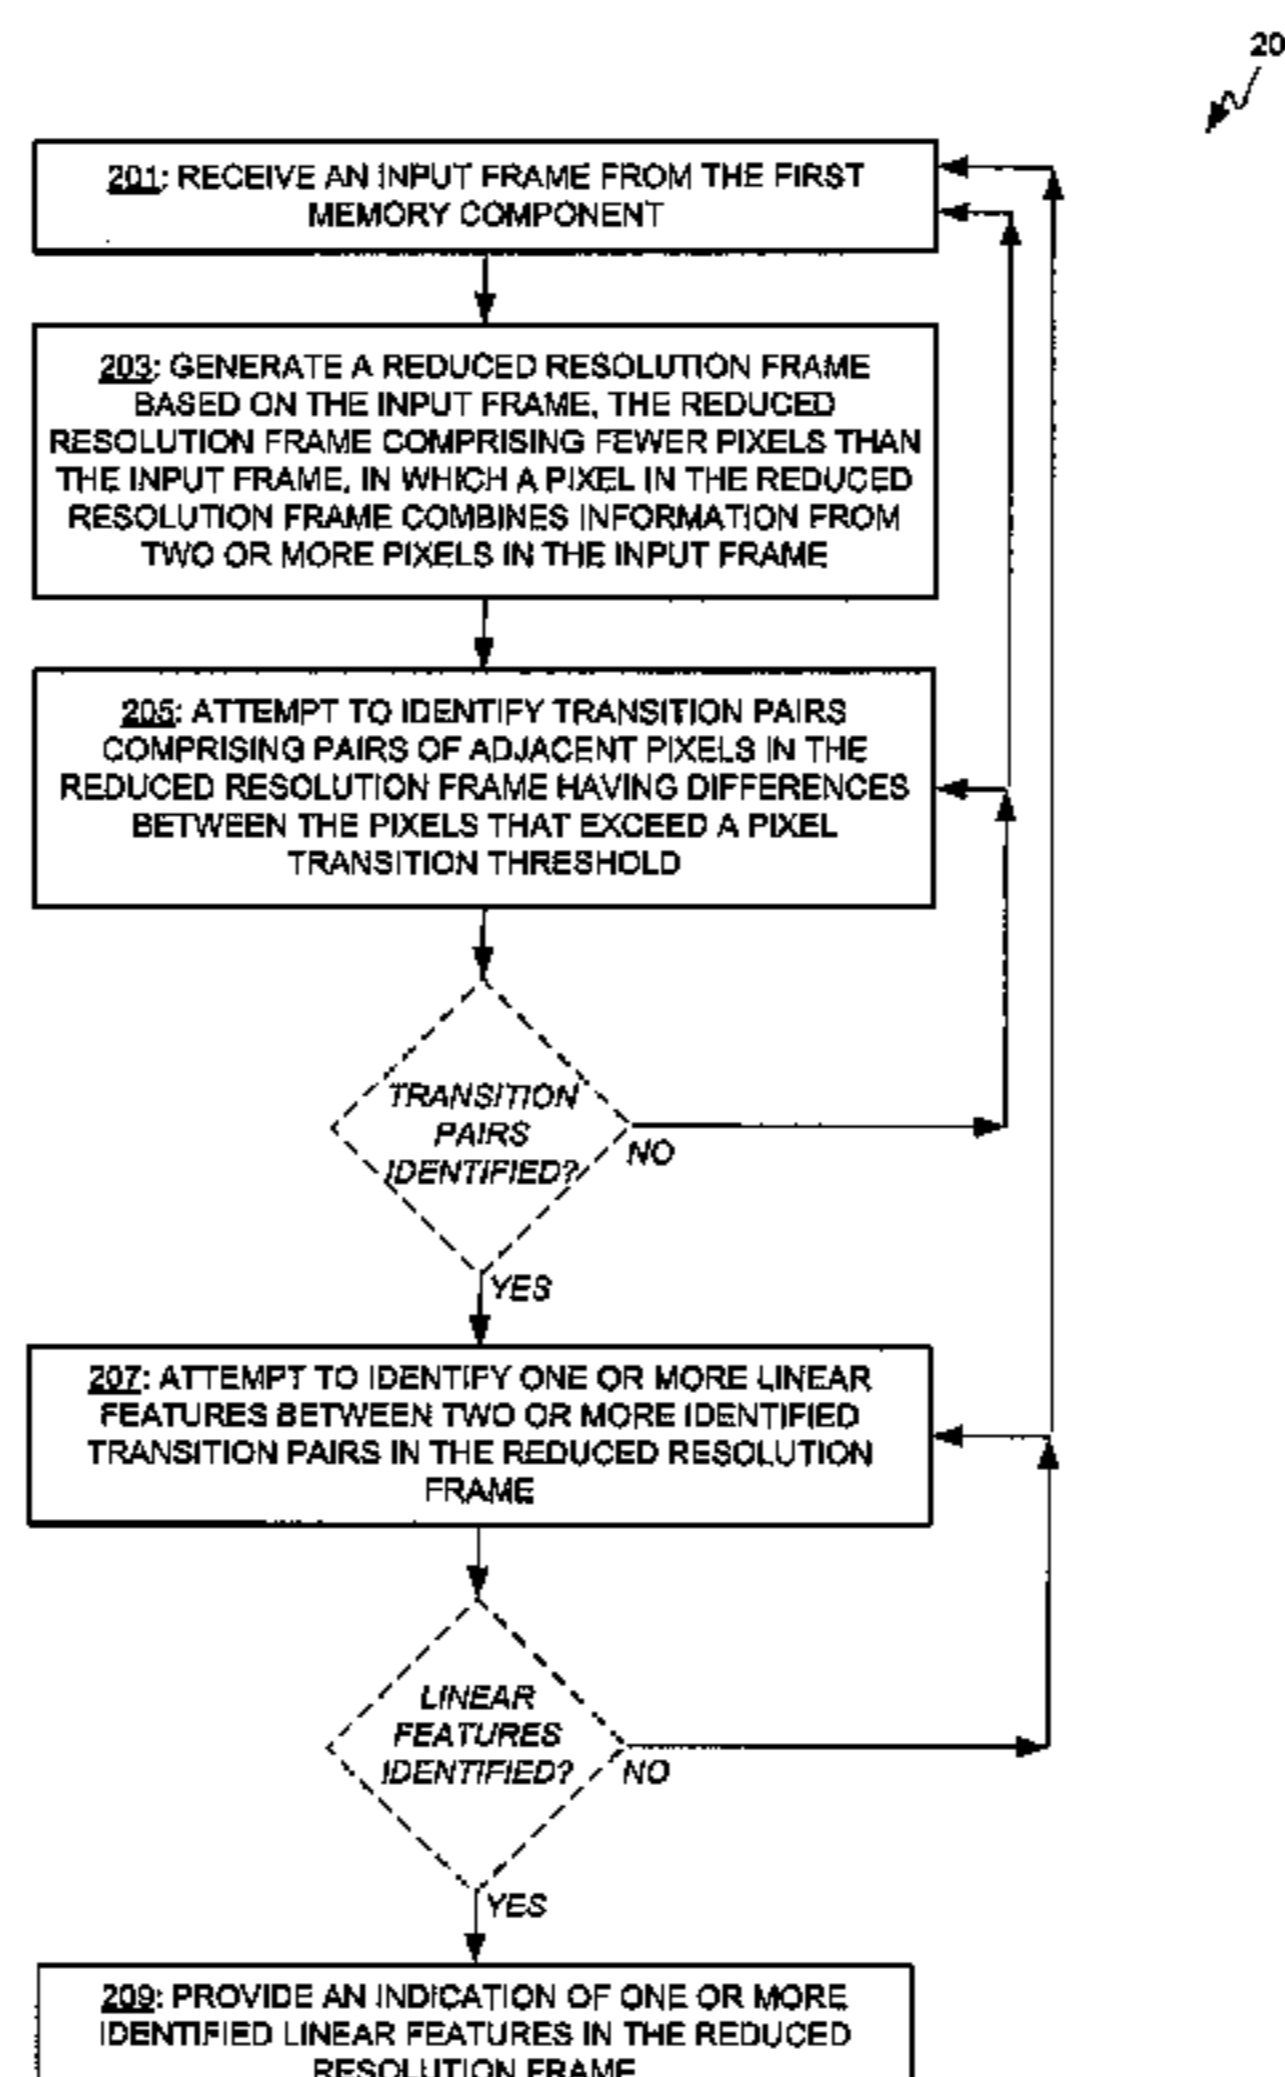 20
201: RECEIVE AN INPUT FRAME FROM THE FIRST
MEMORY COMPONENT
203: GENERATE A REDUCED RESOLUTION FRAME
BASED ON THE INPUT FRAME, THE REDUCED
RESOLUTION FRAME COMPRISING FEWER PIXELS THAN
THE INPUT FRAME, IN WHICH A PIXEL IN THE REDUCED
RESOLUTION FRAME COMBINES INFORMATION FROM
TWO OR MORE PIXELS IN THE INPUT FRAME
205: ATTEMPT TO IDENTIFY TRANSITION PAIRS
COMPRISING PAIRS OF ADJACENT PIXELS IN THE
REDUCED RESOLUTION FRAME HAVING DIFFERENCES
BETWEEN THE PIXELS THAT EXCEED A PIXEL
TRANSITION THRESHOLD
TRANSITION
PAIRS
IDENTIFIED?
NO
YES
207: ATTEMPT TO IDENTIFY ONE OR MORE LINEAR
FEATURES BETWEEN TWO OR MORE IDENTIFIED
TRANSITION PAIRS IN THE REDUCED RESOLUTION
FRAME
LINEAR
FEATURES
IDENTIFIED?
NO
YES
209: PROVIDE AN INDICATION OF ONE OR MORE
IDENTIFIED LINEAR FEATURES IN THE REDUCED
RESOLUTION FRAME